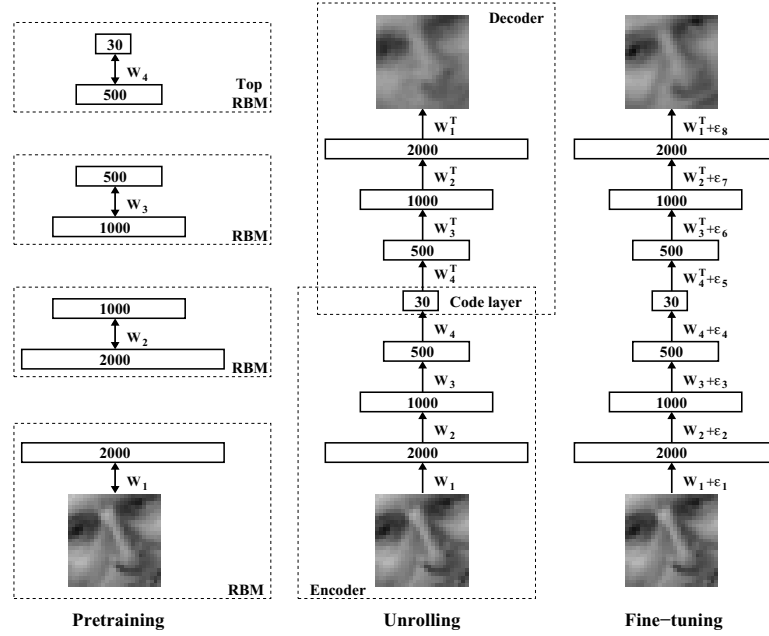 30
W₄
500
Top
RBM
500
W₃
1000
RBM
1000
W₂
2000
RBM
2000
W₁
RBM
Pretraining
Decoder
W₁ᵀ
2000
W₂ᵀ
1000
W₃ᵀ
500
W₄ᵀ
30
Code layer
W₄
500
W₃
1000
W₂
2000
W₁
Encoder
Unrolling
W₁ᵀ+ε₈
2000
W₂ᵀ+ε₇
1000
W₃ᵀ+ε₆
500
W₄ᵀ+ε₅
30
W₄+ε₄
500
W₃+ε₃
1000
W₂+ε₂
2000
W₁+ε₁
Fine−tuning